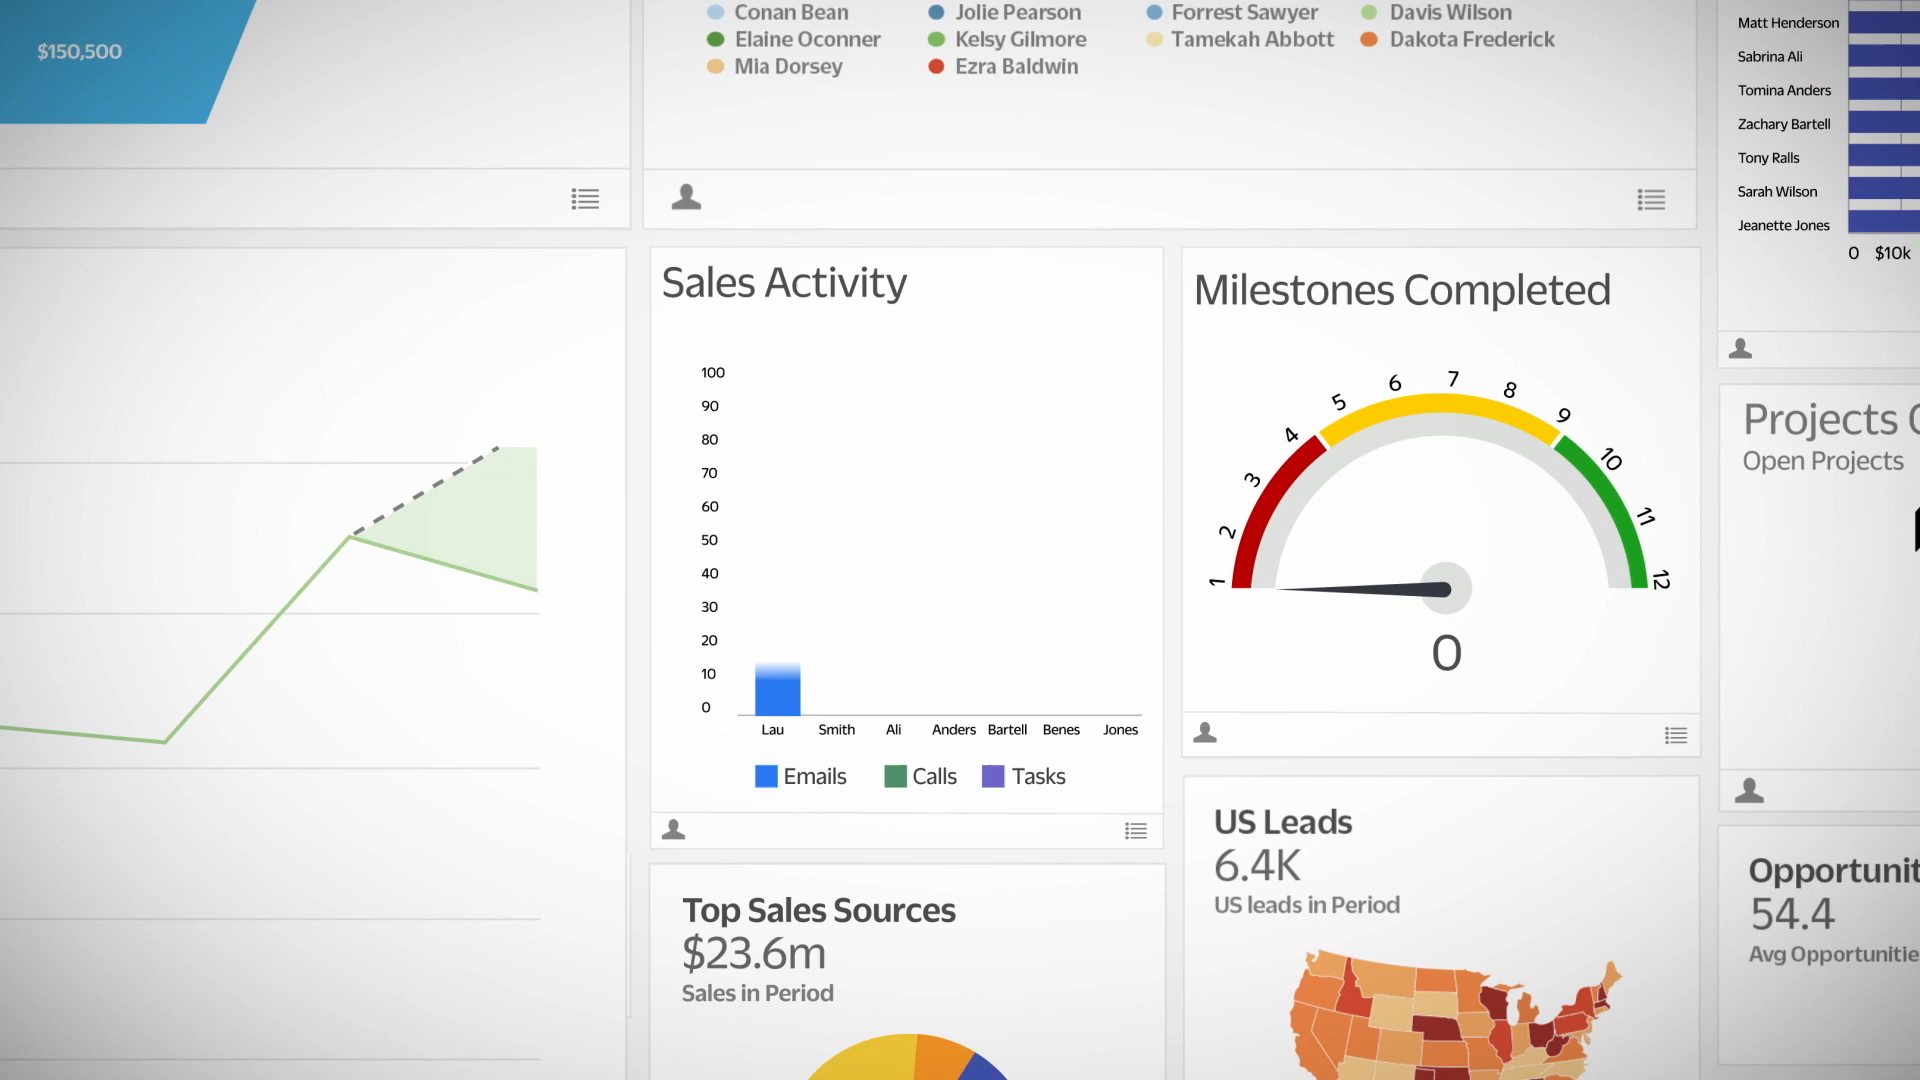 $150,500
Conan Bean
Jolie Pearson
Forrest Sawyer
Davis Wilson
Elaine Oconner
Kelsy Gilmore
Tamekah Abbott
Dakota Frederick
Mia Dorsey
Ezra Baldwin
Matt Henderson
Sabrina Ali
Tomina Anders
Zachary Bartell
Tony Ralls
Sarah Wilson
Jeanette Jones
0 $10k
Sales Activity
100
90
80
70
60
50
40
30
20
10
0
Lau Smith Ali Anders Bartell Benes Jones
Emails Calls Tasks
Milestones Completed
1
2
3
4
5
6
7
8
9
10
11
12
0
Projects
Open Projects
Top Sales Sources
$23.6m
Sales in Period
US Leads
6.4K
US leads in Period
Opportunit
54.4
Avg Opportunitie